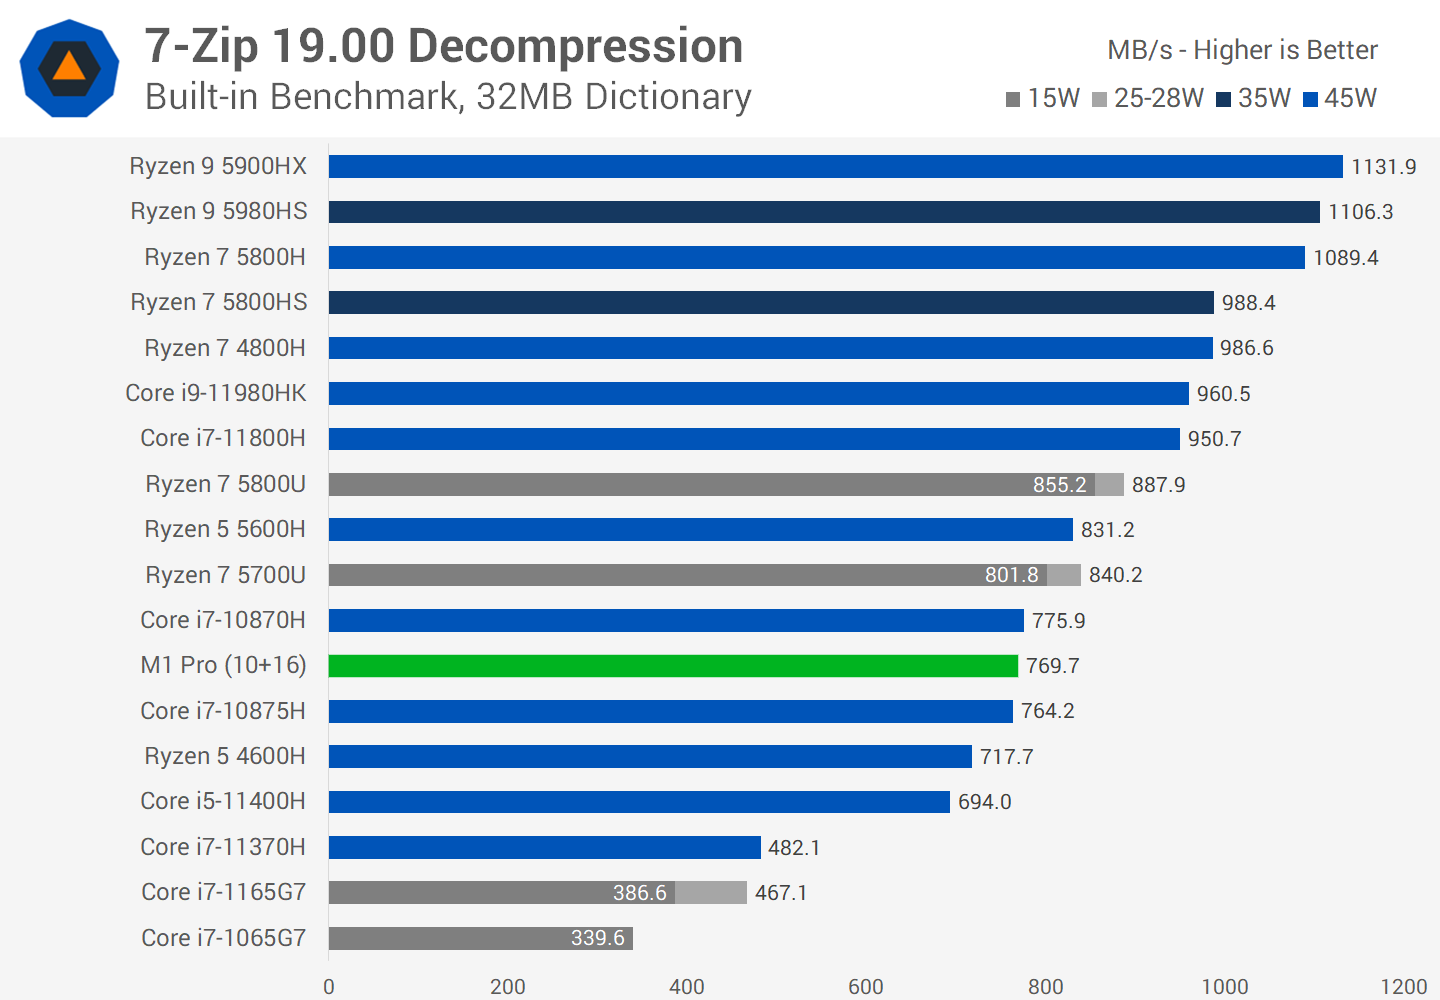 7-Zip 19.00 Decompression
Built-in Benchmark, 32MB Dictionary
MB/s - Higher is Better
15W 25-28W 35W 45W
Ryzen 9 5900HX 1131.9
Ryzen 9 5980HS 1106.3
Ryzen 7 5800H 1089.4
Ryzen 7 5800HS 988.4
Ryzen 7 4800H 986.6
Core i9-11980HK 960.5
Core i7-11800H 950.7
Ryzen 7 5800U 855.2 887.9
Ryzen 5 5600H 831.2
Ryzen 7 5700U 801.8 840.2
Core i7-10870H 775.9
M1 Pro (10+16) 769.7
Core i7-10875H 764.2
Ryzen 5 4600H 717.7
Core i5-11400H 694.0
Core i7-11370H 482.1
Core i7-1165G7 386.6 467.1
Core i7-1065G7 339.6
0 200 400 600 800 1000 1200